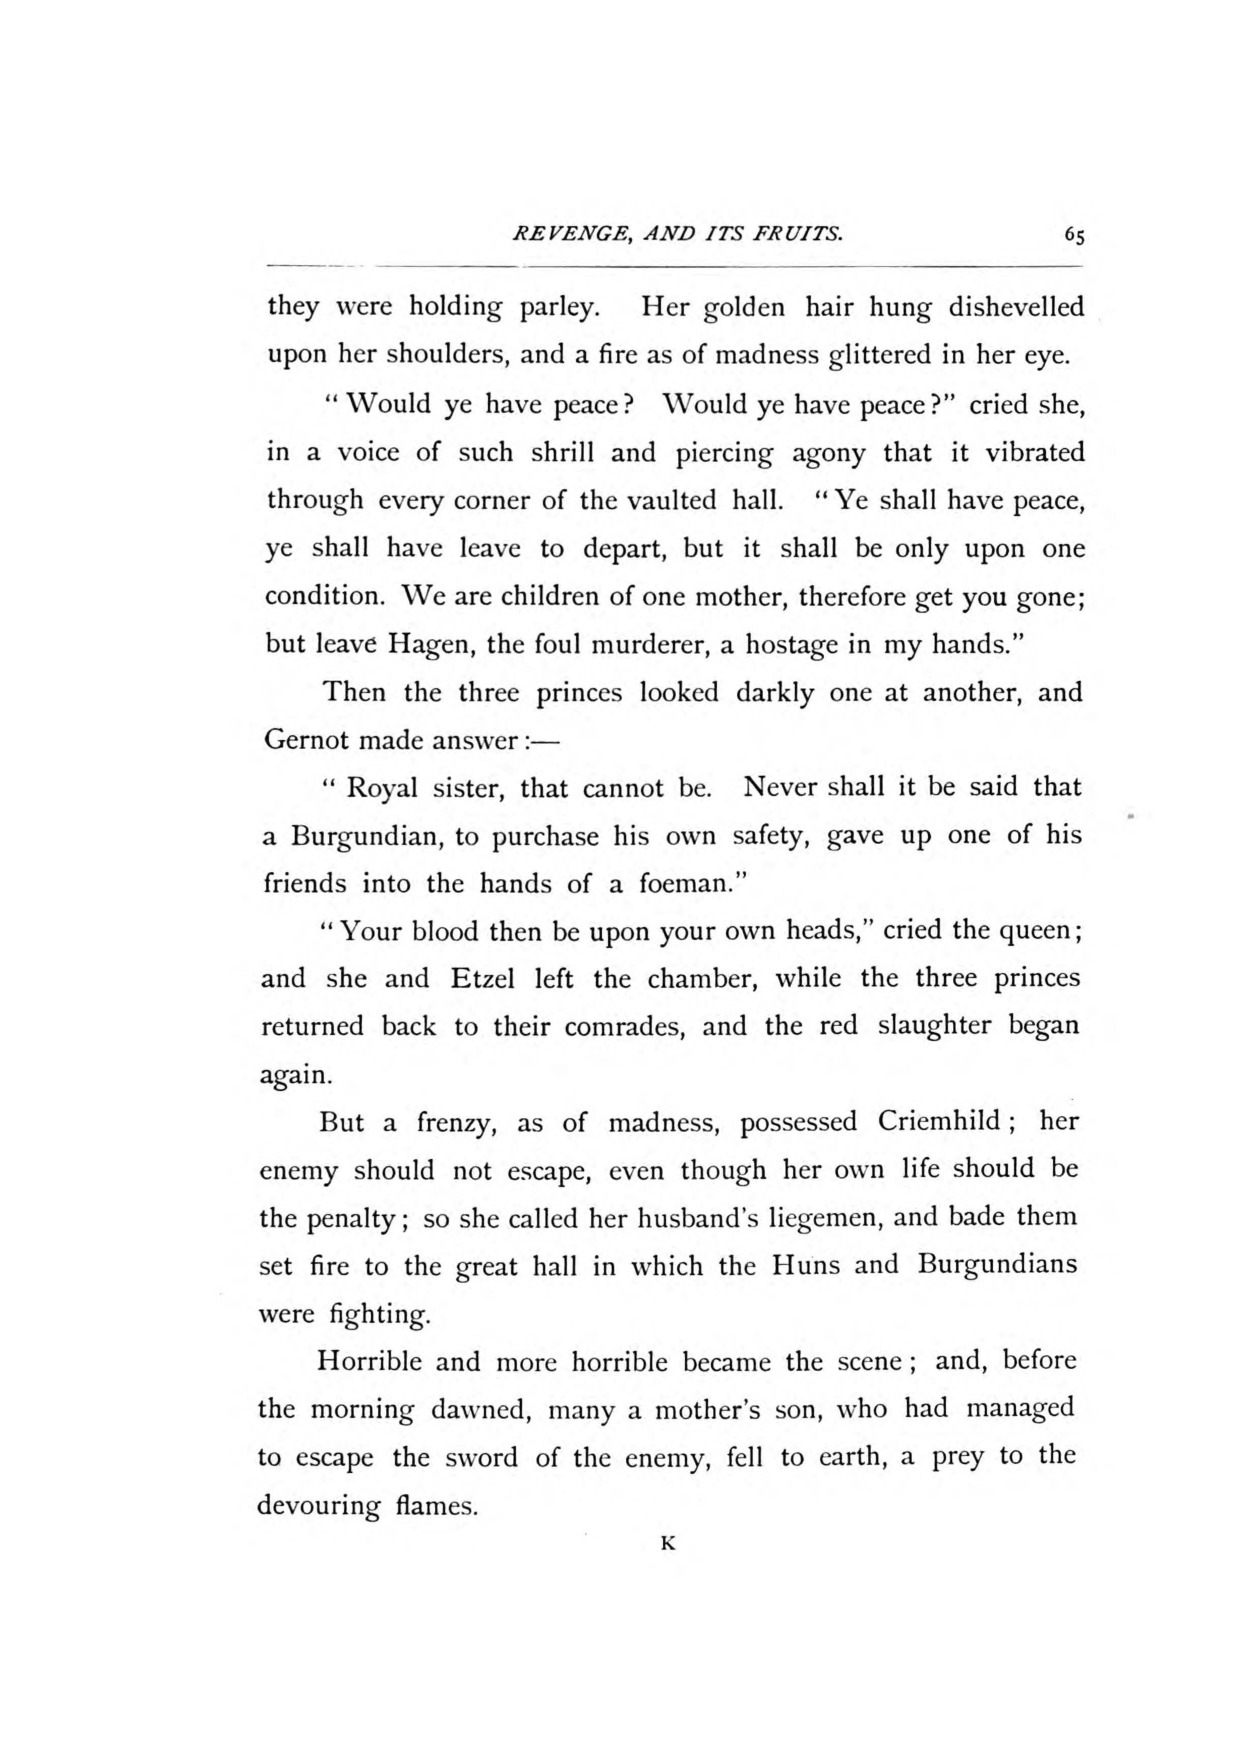 REVENGE, AND ITS FRUITS. 65
they were holding parley. Her golden hair hung dishevelled
upon her shoulders, and a fire as of madness glittered in her eye.
“Would ye have peace? Would ye have peace?” cried she,
in a voice of such shrill and piercing agony that it vibrated
through every corner of the vaulted hall. “Ye shall have peace,
ye shall have leave to depart, but it shall be only upon one
condition. We are children of one mother, therefore get you gone;
but leave Hagen, the foul murderer, a hostage in my hands.”
Then the three princes looked darkly one at another, and
Gernot made answer:—
“Royal sister, that cannot be. Never shall it be said that
a Burgundian, to purchase his own safety, gave up one of his
friends into the hands of a foeman.”
“Your blood then be upon your own heads,” cried the queen;
and she and Etzel left the chamber, while the three princes
returned back to their comrades, and the red slaughter began
again.
But a frenzy, as of madness, possessed Criemhild; her
enemy should not escape, even though her own life should be
the penalty; so she called her husband’s liegemen, and bade them
set fire to the great hall in which the Huns and Burgundians
were fighting.
Horrible and more horrible became the scene; and, before
the morning dawned, many a mother’s son, who had managed
to escape the sword of the enemy, fell to earth, a prey to the
devouring flames.
K